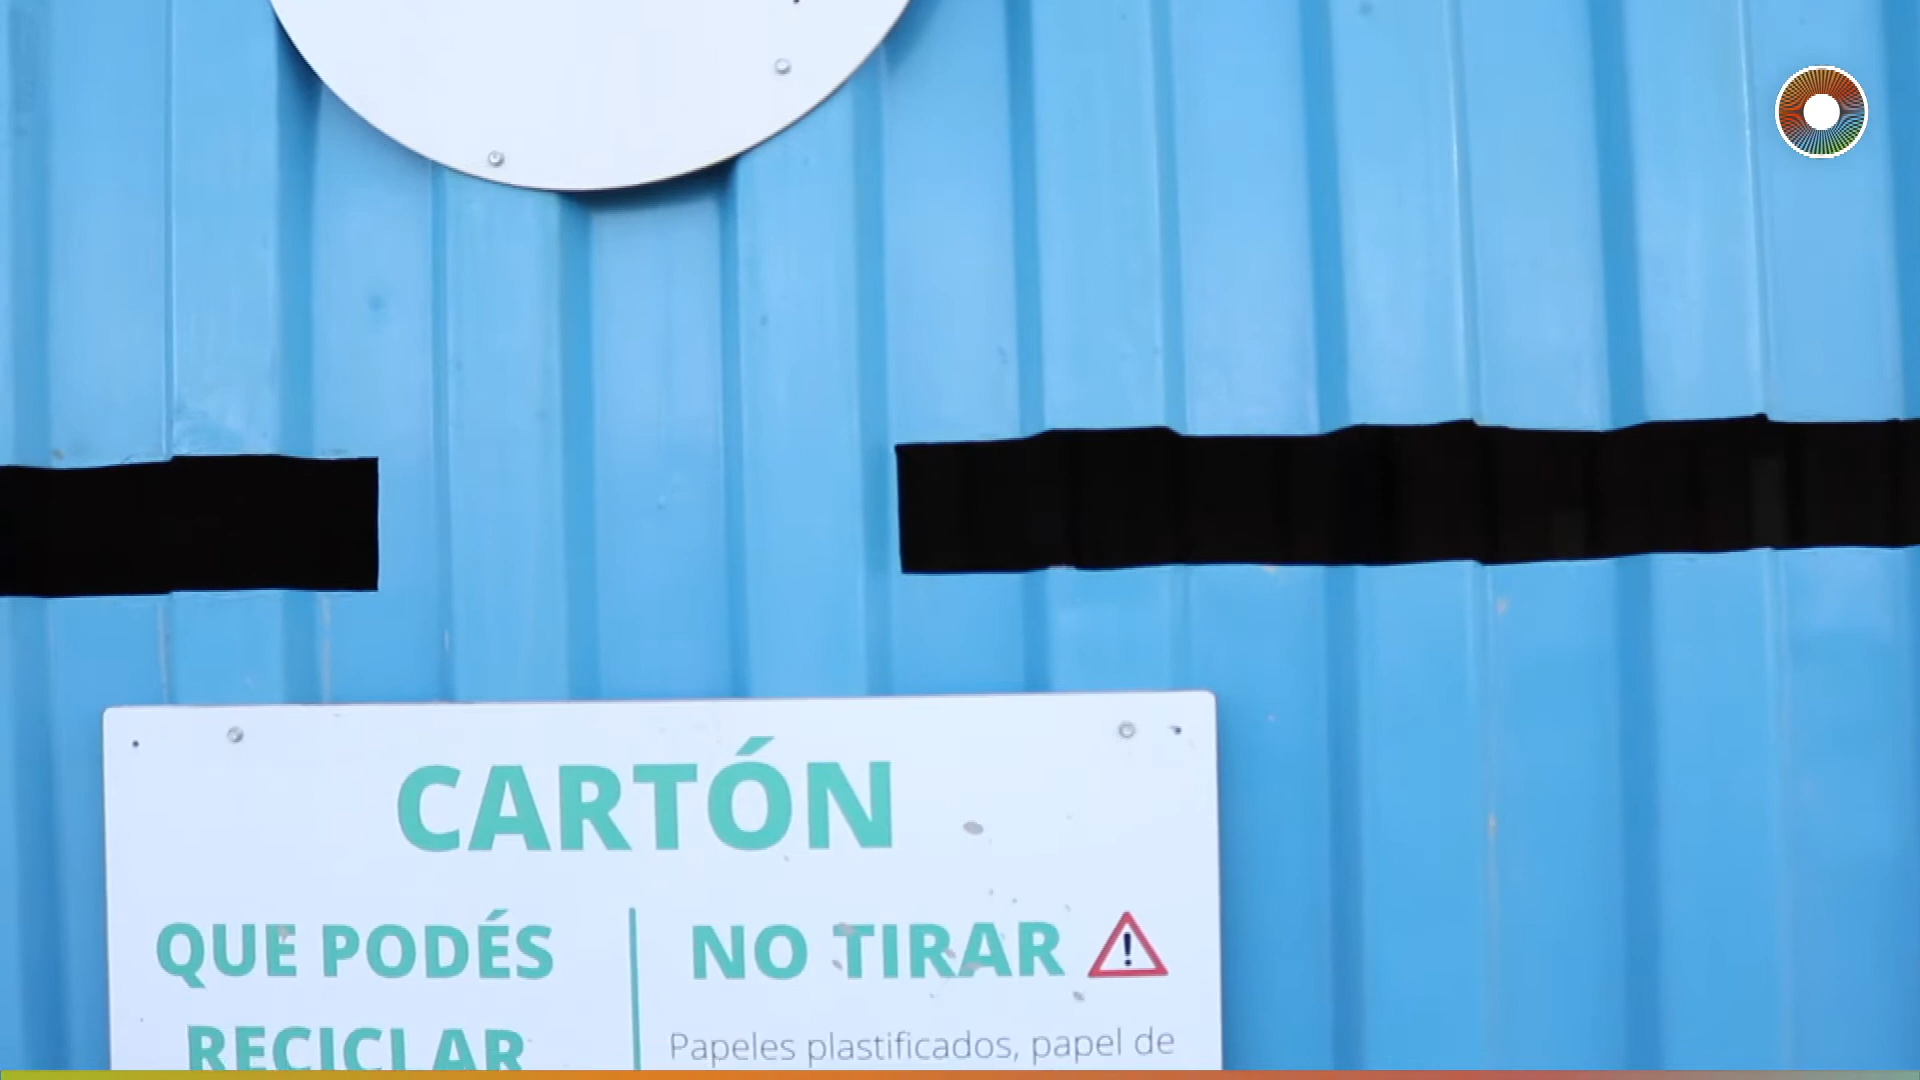 CARTÓN
QUE PODÉS
RECICLAR
NO TIRAR
Papeles plastificados, papel de